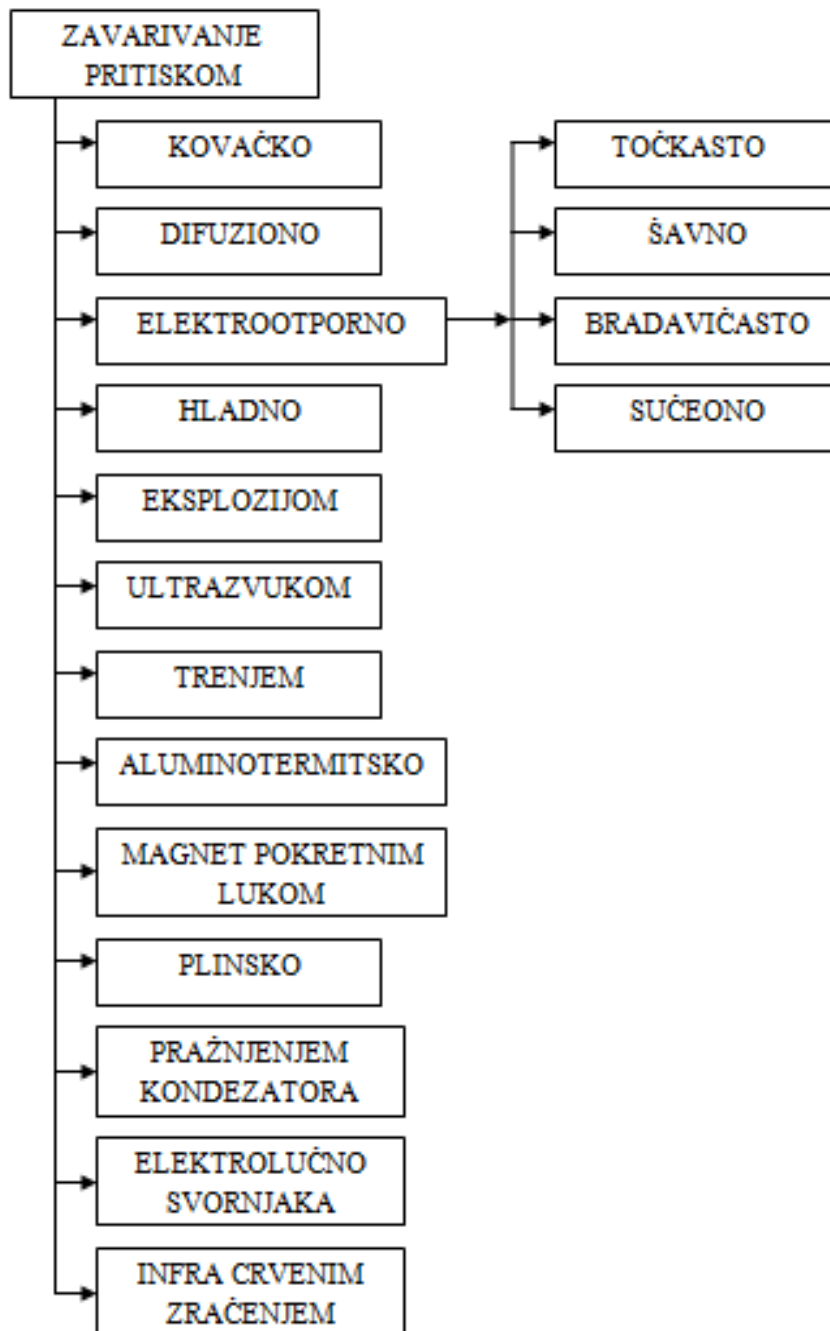 ZAVARIVANJE
PRITISKOM
KOVAČKO
DIFUZIONO
ELEKTROOTPORNO
HLADNO
EKSPLOZIJOM
ULTRAZVUKOM
TRENJEM
ALUMINOTERMITSKO
MAGNET POKRETNIM
LUKOM
PLINSKO
PRAŽNJENJEM
KONDEZATORA
ELEKTROLUČNO
SVORNJAKA
INFRA CRVENIM
ZRAČENJEM
TOČKASTO
ŠAVNO
BRADAVIČASTO
SUČEONO